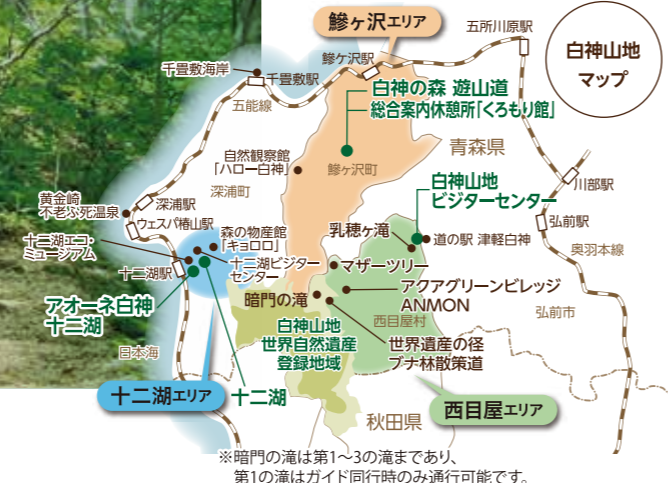 鰺ヶ沢エリア
白神山地
マップ
五所川原駅
鰺ケ沢駅
千畳敷海岸
千畳敷駅
五能線
白神の森 遊山道
総合案内休憩所「くろもり館」
青森県
自然観察館
「ハロー白神」
鰺ヶ沢町
深浦町
川部駅
白神山地
ビジターセンター
黄金崎
不老ふ死温泉
深浦駅
ウェスパ椿山駅
弘前駅
森の物産館
「キョロロ」
乳穂ヶ滝
道の駅 津軽白神
奥羽本線
十二湖エコ・
ミュージアム
十二湖ビジター
センター
十二湖駅
マザーツリー
アクアグリーンビレッジ
ANMON
暗門の滝
アオーネ白神
十二湖
西目屋村
弘前市
白神山地
世界自然遺産
登録地域
世界遺産の径
ブナ林散策道
日本海
十二湖エリア
十二湖
西目屋エリア
秋田県
※暗門の滝は第1〜3の滝まであり、
第1の滝はガイド同行時のみ通行可能です。